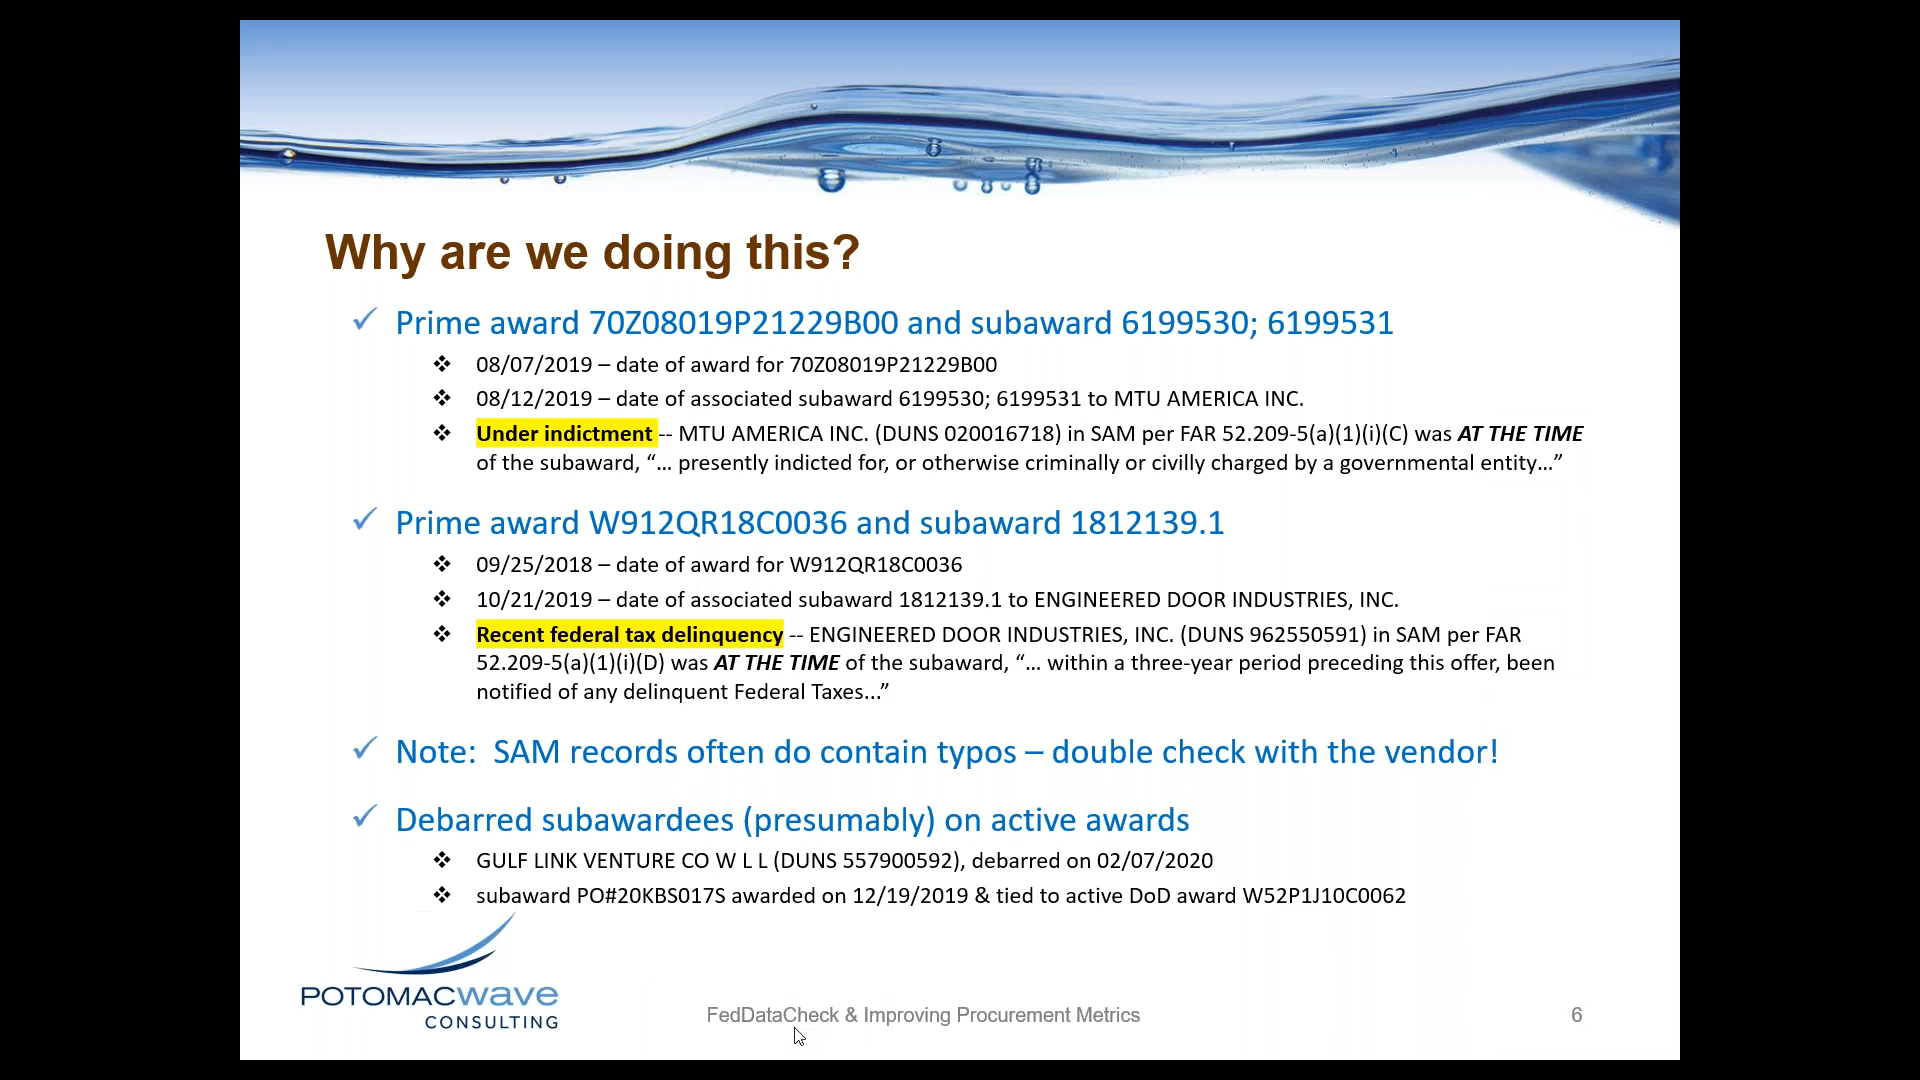 Why are we doing this?
✓ Prime award 70Z08019P21229B00 and subaward 6199530; 6199531
❖ 08/07/2019 – date of award for 70Z08019P21229B00
❖ 08/12/2019 – date of associated subaward 6199530; 6199531 to MTU AMERICA INC.
❖ Under indictment -- MTU AMERICA INC. (DUNS 020016718) in SAM per FAR 52.209-5(a)(1)(i)(C) was AT THE TIME
of the subaward, “… presently indicted for, or otherwise criminally or civilly charged by a governmental entity…”
✓ Prime award W912QR18C0036 and subaward 1812139.1
❖ 09/25/2018 – date of award for W912QR18C0036
❖ 10/21/2019 – date of associated subaward 1812139.1 to ENGINEERED DOOR INDUSTRIES, INC.
❖ Recent federal tax delinquency -- ENGINEERED DOOR INDUSTRIES, INC. (DUNS 962550591) in SAM per FAR
52.209-5(a)(1)(i)(D) was AT THE TIME of the subaward, “… within a three-year period preceding this offer, been
notified of any delinquent Federal Taxes…”
✓ Note:  SAM records often do contain typos – double check with the vendor!
✓ Debarred subawardees (presumably) on active awards
❖ GULF LINK VENTURE CO W L L (DUNS 557900592), debarred on 02/07/2020
❖ subaward PO#20KBS017S awarded on 12/19/2019 & tied to active DoD award W52P1J10C0062
POTOMACWAVE
CONSULTING
FedDataCheck & Improving Procurement Metrics
6